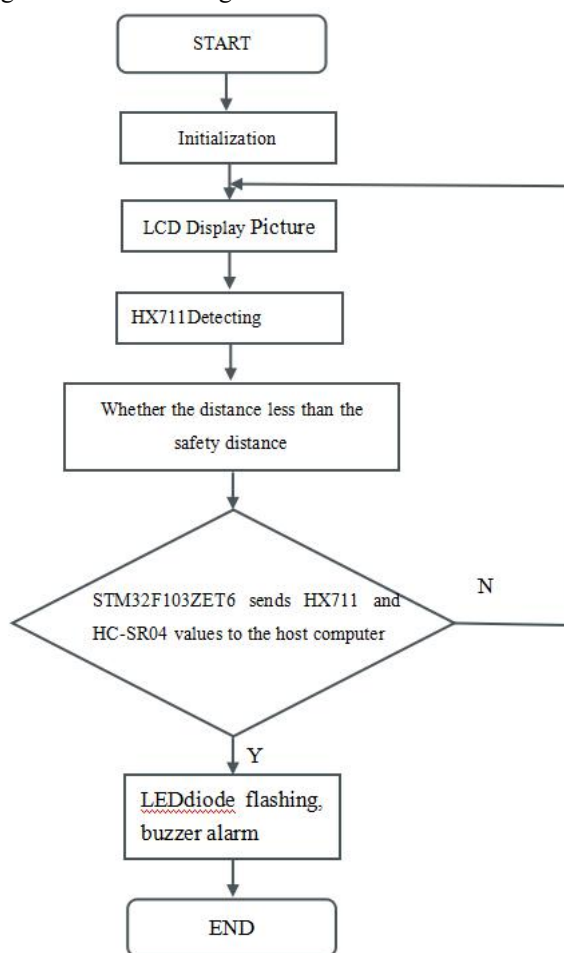 START
Initialization
LCD Display Picture
HX711Detecting
Whether the distance less than the
safety distance
STM32F103ZET6 sends HX711 and
HC-SR04 values to the host computer
N
Y
LEDdiode flashing,
buzzer alarm
END